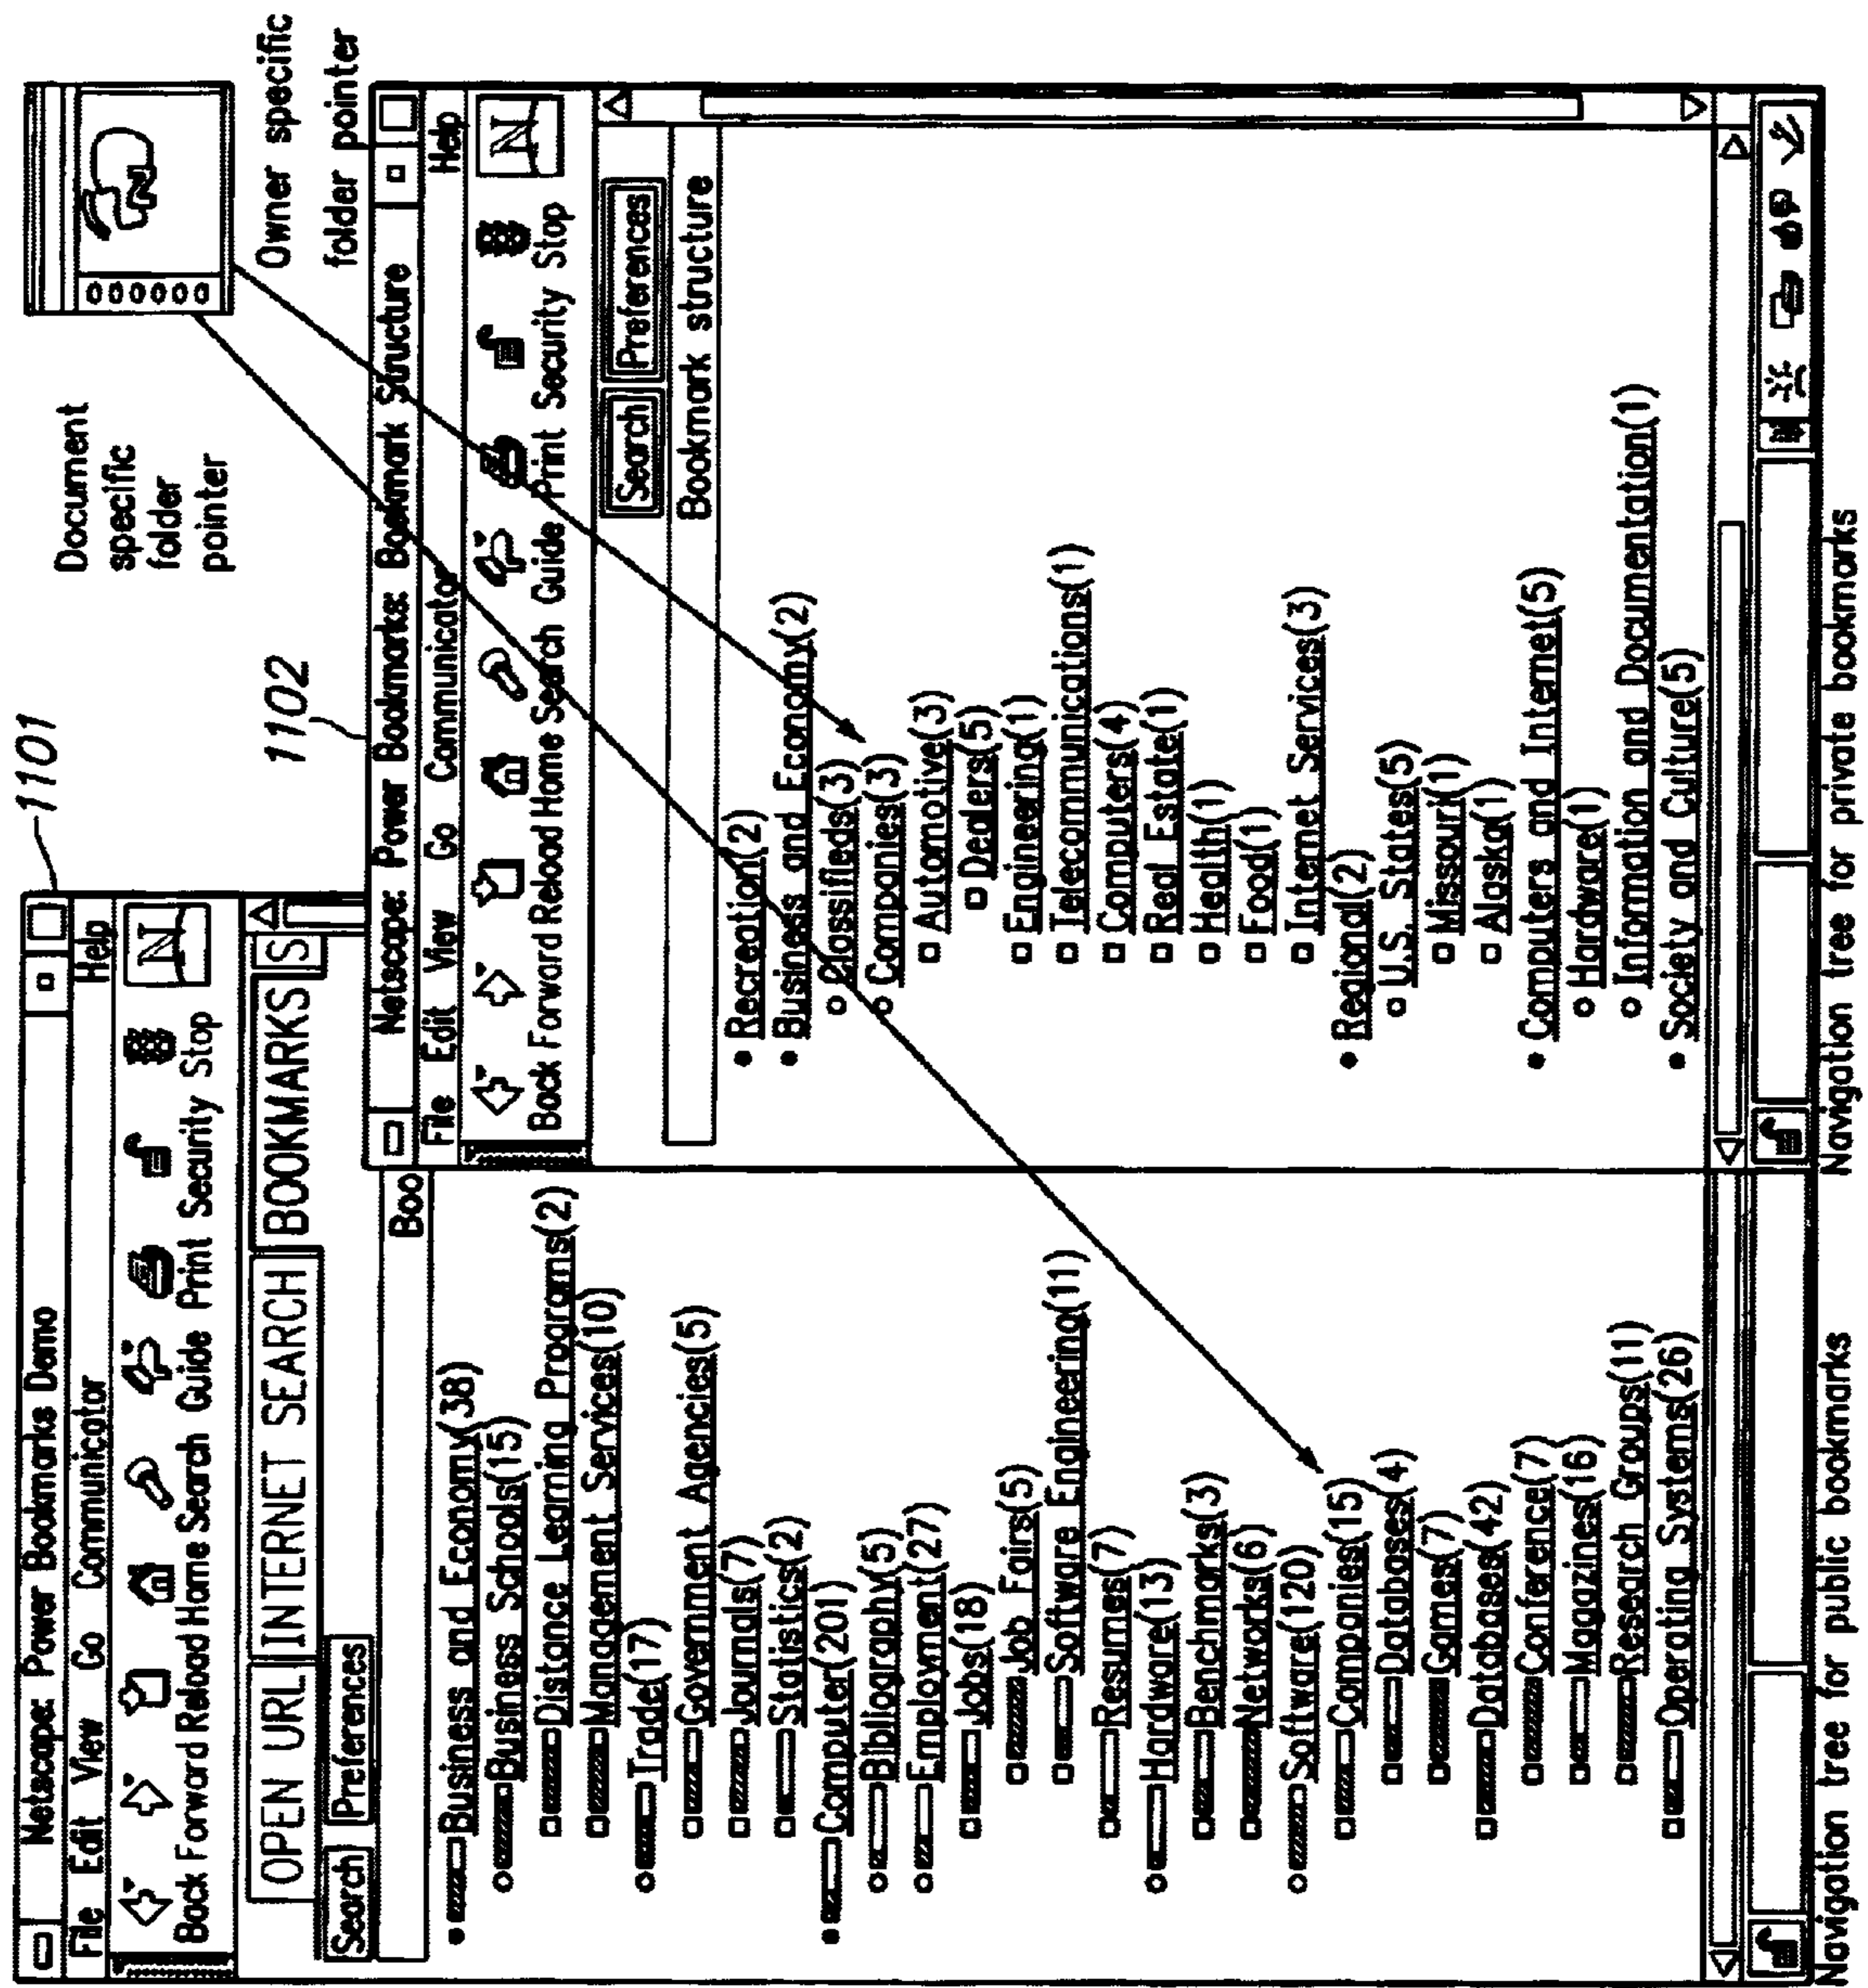 1101
Netscape: Power Bookmarks Demo
File Edit View Go Communicator Help
Back Forward Reload Home Search Guide Print Security Stop
N
OPEN URL INTERNET SEARCH BOOKMARKS S
Search Preferences
Boo
Business and Economy(38)
Business Schools(15)
Distance Learning Programs(2)
Management Services(10)
Trade(17)
Government Agencies(5)
Journals(7)
Statistics(2)
Computer(201)
Bibliography(5)
Employment(27)
Jobs(18)
Job Fairs(5)
Software Engineering(11)
Resumes(7)
Hardware(13)
Benchmarks(3)
Networks(6)
Software(120)
Companies(15)
Databases(4)
Games(7)
Databases(42)
Conference(7)
Magazines(16)
Research Groups(11)
Operating Systems(26)
Navigation tree for public bookmarks
Document
specific
folder
pointer
N
Owner specific
folder pointer
1102
Netscape: Power Bookmarks: Bookmark Structure
File Edit View Go Communicator Help
Back Forward Reload Home Search Guide Print Security Stop
N
Search Preferences
Bookmark structure
Recreation(2)
Business and Economy(2)
Classifieds(3)
Companies(3)
Automotive(3)
Dealers(5)
Engineering(1)
Telecommunications(1)
Computers(4)
Real Estate(1)
Health(1)
Food(1)
Internet Services(3)
Regional(2)
U.S. States(5)
Missouri(1)
Alaska(1)
Computers and Internet(5)
Hardware(1)
Information and Documentation(1)
Society and Culture(5)
Navigation tree for private bookmarks